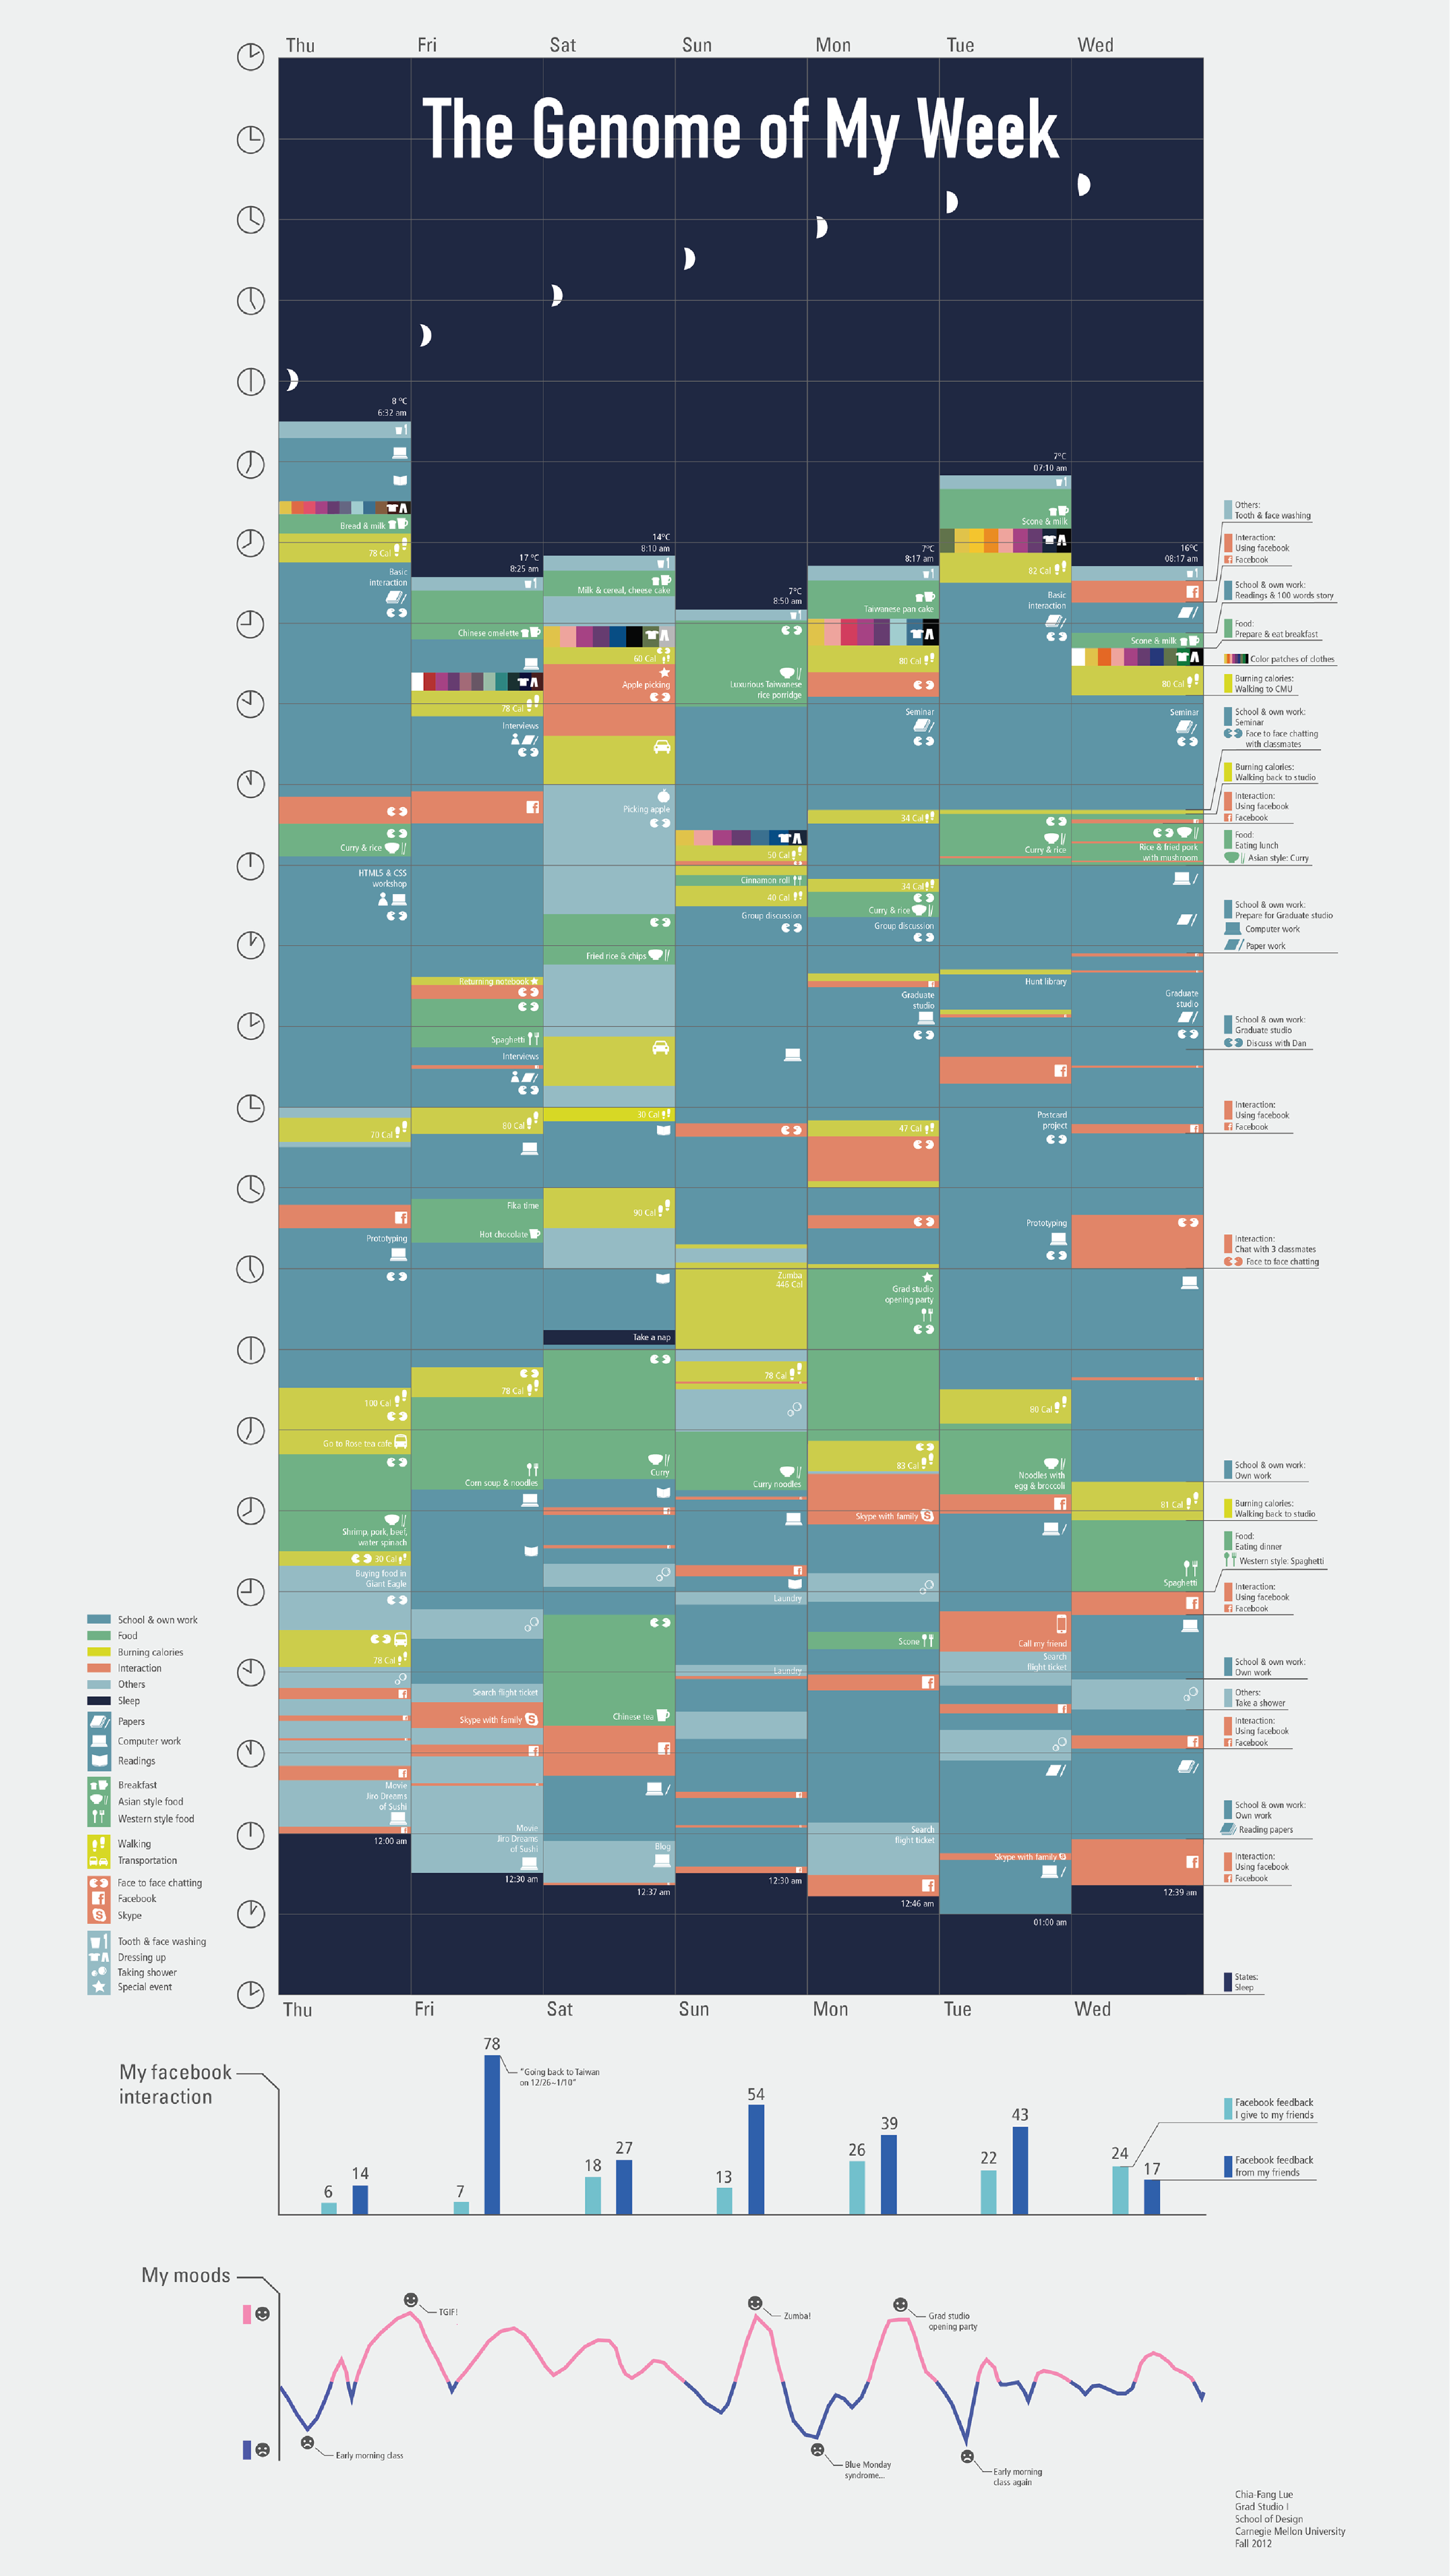 Thu Fri Sat Sun Mon Tue Wed
The Genome of My Week
8 °C
6:32 am
Bread & milk
78 Cal
Basic
interaction
Curry & rice
HTML5 & CSS
workshop
70 Cal
Prototyping
100 Cal
Go to Rose tea cafe
Shrimp, pork, beef,
water spinach
30 Cal
Buying food in
Giant Eagle
78 Cal
Movie
Jiro Dreams
of Sushi
12:00 am
17 °C
8:25 am
Chinese omelette
78 Cal
Interviews
Returning notebook
Spaghetti
Interviews
80 Cal
Fika time
Hot chocolate
78 Cal
Corn soup & noodles
Search flight ticket
Skype with family
Movie
Jiro Dreams
of Sushi
12:30 am
14°C
8:10 am
Milk & cereal, cheese cake
60 Cal
Apple picking
Picking apple
Fried rice & chips
30 Cal
90 Cal
Take a nap
Curry
Chinese tea
Blog
12:37 am
7°C
8:50 am
Luxurious Taiwanese
rice porridge
50 Cal
Cinnamon roll
40 Cal
Group discussion
Zumba
445 Cal
78 Cal
Curry noodles
Laundry
Laundry
12:30 am
7°C
8:17 am
Taiwanese pan cake
80 Cal
Seminar
34 Cal
34 Cal
Curry & rice
Group discussion
Graduate
studio
47 Cal
Grad studio
opening party
83 Cal
Skype with family
Scone
Search
flight ticket
12:46 am
7°C
07:10 am
Scone & milk
82 Cal
Basic
interaction
Curry & rice
Hunt library
Postcard
project
Prototyping
80 Cal
Noodles with
egg & broccoli
Call my friend
Search
flight ticket
Skype with family
01:00 am
16°C
08:17 am
Scone & milk
80 Cal
Seminar
Rice & fried pork
with mushroom
Graduate
studio
81 Cal
Spaghetti
12:39 am
Others:
Tooth & face washing
Interaction:
Using facebook
Facebook
School & own work:
Readings & 100 words story
Food:
Prepare & eat breakfast
Color patches of clothes
Burning calories:
Walking to CMU
School & own work:
Seminar
Face to face chatting
with classmates
Burning calories:
Walking back to studio
Interaction:
Using facebook
Facebook
Food:
Eating lunch
Asian style: Curry
School & own work:
Prepare for Graduate studio
Computer work
Paper work
School & own work:
Graduate studio
Discuss with Dan
Interaction:
Using facebook
Facebook
Interaction:
Chat with 3 classmates
Face to face chatting
School & own work:
Own work
Burning calories:
Walking back to studio
Food:
Eating dinner
Western style: Spaghetti
Interaction:
Using facebook
Facebook
School & own work:
Own work
Others:
Take a shower
Interaction:
Using facebook
Facebook
School & own work:
Own work
Reading papers
Interaction:
Using facebook
Facebook
States:
Sleep
School & own work
Food
Burning calories
Interaction
Others
Sleep
Papers
Computer work
Readings
Breakfast
Asian style food
Western style food
Walking
Transportation
Face to face chatting
Facebook
Skype
Tooth & face washing
Dressing up
Taking shower
Special event
Thu Fri Sat Sun Mon Tue Wed
My facebook
interaction
6 14 7 78 18 27 13 54 26 39 22 43 24 17
"Going back to Taiwan
on 12/26~1/10"
Facebook feedback
I give to my friends
Facebook feedback
from my friends
My moods
TGIF!
Zumba!
Grad studio
opening party
Early morning class
Blue Monday
syndrome...
Early morning
class again
Chia-Fang Lue
Grad Studio I
School of Design
Carnegie Mellon University
Fall 2012